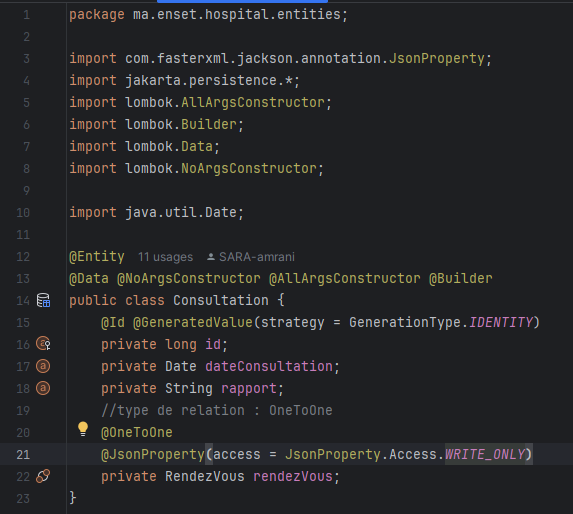 1 package ma.enset.hospital.entities;
2
3 import com.fasterxml.jackson.annotation.JsonProperty;
4 import jakarta.persistence.*;
5 import lombok.AllArgsConstructor;
6 import lombok.Builder;
7 import lombok.Data;
8 import lombok.NoArgsConstructor;
9
10 import java.util.Date;
11
12 @Entity 11 usages SARA-amrani
13 @Data @NoArgsConstructor @AllArgsConstructor @Builder
14 public class Consultation {
15 @Id @GeneratedValue(strategy = GenerationType.IDENTITY)
16 private long id;
17 private Date dateConsultation;
18 private String rapport;
19 //type de relation : OneToOne
20 @OneToOne
21 @JsonProperty(access = JsonProperty.Access.WRITE_ONLY)
22 private RendezVous rendezVous;
23 }